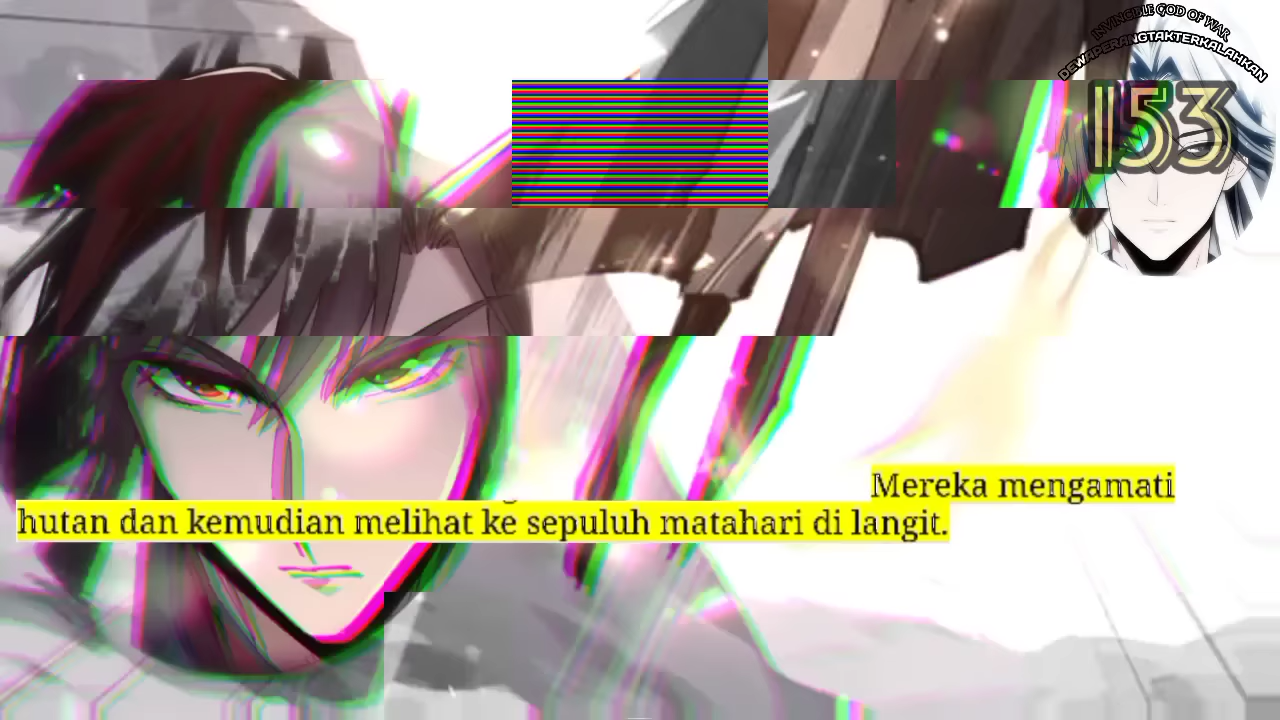 INVINCIBLE GOD OF WAR
DEWAPERANGTAKTERKALAHKAN
153
Mereka mengamati
hutan dan kemudian melihat ke sepuluh matahari di langit.